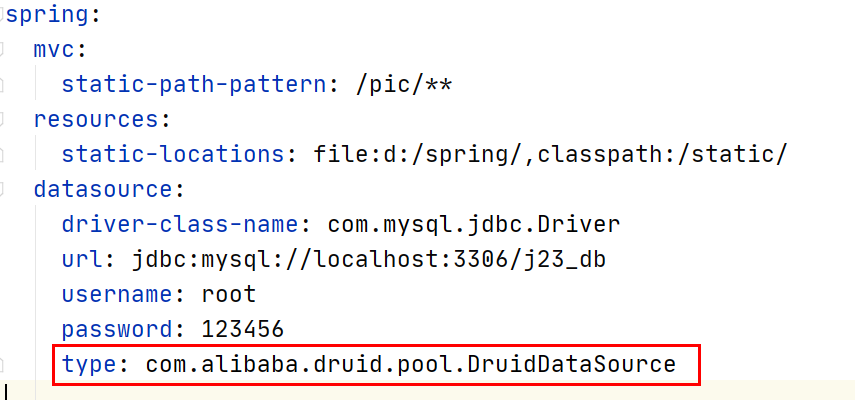 spring:
  mvc:
    static-path-pattern: /pic/**
  resources:
    static-locations: file:d:/spring/,classpath:/static/
  datasource:
    driver-class-name: com.mysql.jdbc.Driver
    url: jdbc:mysql://localhost:3306/j23_db
    username: root
    password: 123456
    type: com.alibaba.druid.pool.DruidDataSource